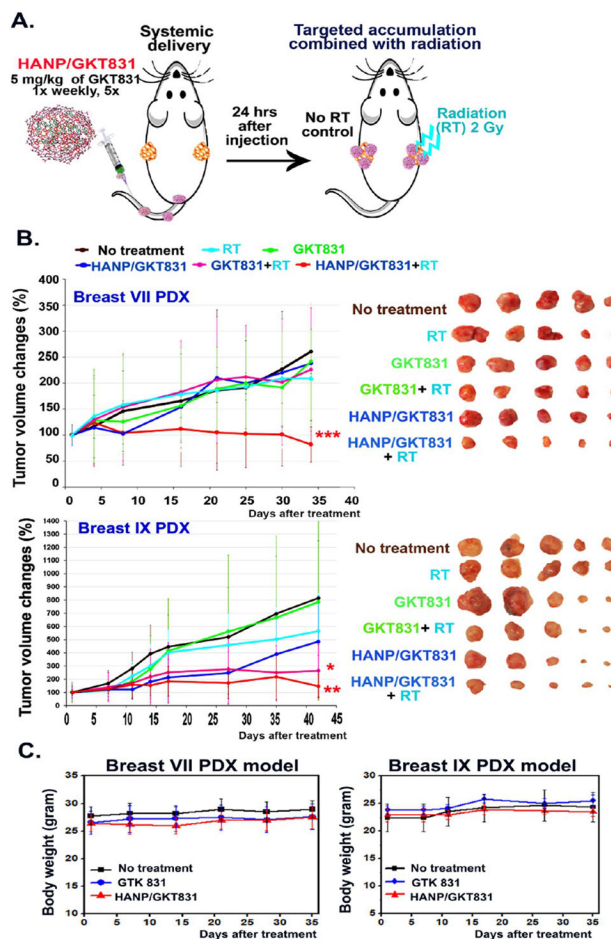 A.
Systemic
delivery
Targeted accumulation
combined with radiation
HANP/GKT831
5 mg/kg of GKT831
1x weekly, 5x
24 hrs
after
injection
No RT
control
Radiation
(RT) 2 Gy
B.
No treatment RT GKT831
HANP/GKT831 GKT831+RT HANP/GKT831+RT
Breast VII PDX
Tumor volume changes (%)
400
350
300
250
200
150
100
50
0
0 5 10 15 20 25 30 35 40
Days after treatment
***
No treatment
RT
GKT831
GKT831+ RT
HANP/GKT831
HANP/GKT831
+ RT
Breast IX PDX
Tumor volume changes (%)
1400
1300
1200
1100
1000
900
800
700
600
500
400
300
200
100
0
0 5 10 15 20 25 30 35 40 45
Days after treatment
*
**
No treatment
RT
GKT831
GKT831+ RT
HANP/GKT831
HANP/GKT831
+ RT
C.
Breast VII PDX model
Body weight (gram)
35
30
25
20
15
10
No treatment
GTK 831
HANP/GKT831
0 5 10 15 20 25 30 35
Days after treatment
Breast IX PDX model
Body weight (gram)
30
25
20
15
10
5
No treatment
GTK 831
HANP/GKT831
0 5 10 15 20 25 30 35
Days after treatment